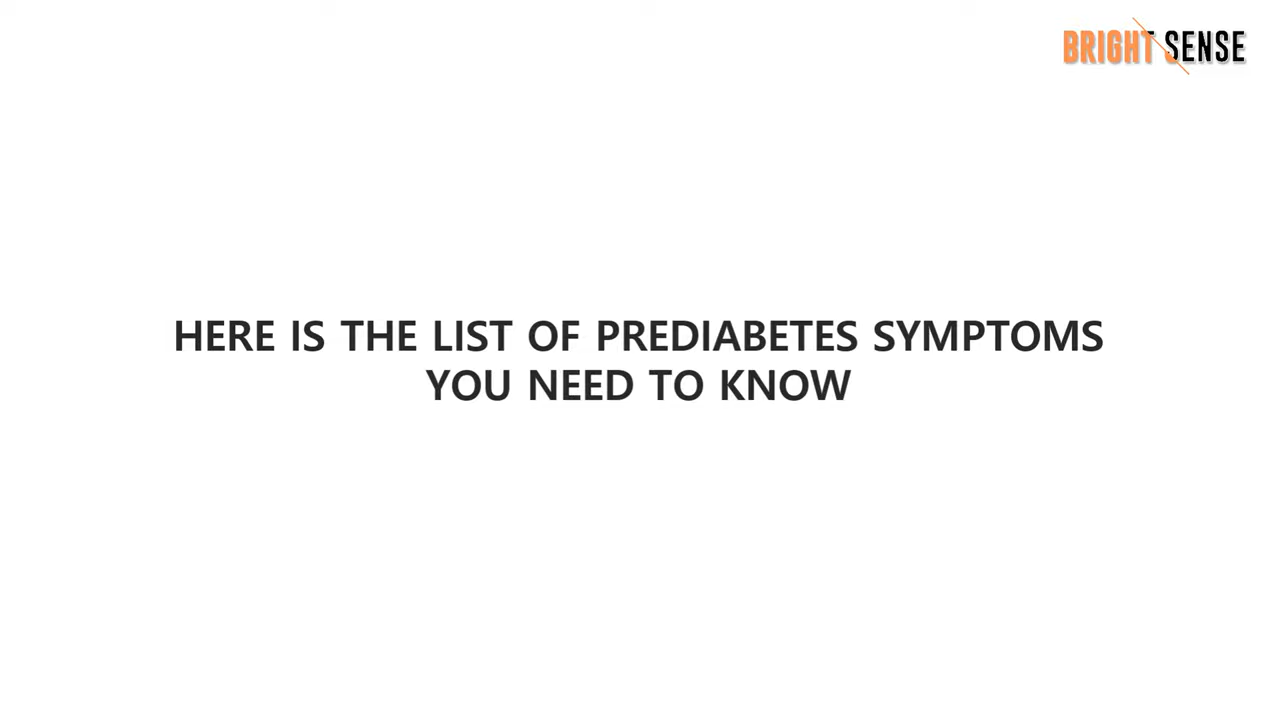 BRIGHT SENSE
HERE IS THE LIST OF PREDIABETES SYMPTOMS
YOU NEED TO KNOW